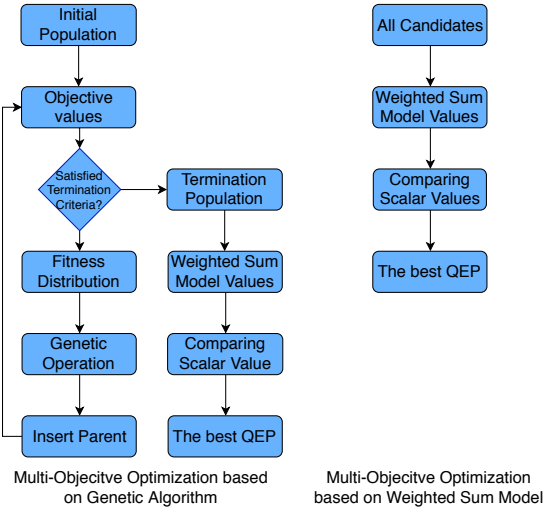 Initial
Population
Objective
values
Satisfied
Termination
Criteria?
Termination
Population
Fitness
Distribution
Weighted Sum
Model Values
Genetic
Operation
Comparing
Scalar Value
Insert Parent
The best QEP
Multi-Objecitve Optimization based
on Genetic Algorithm
All Candidates
Weighted Sum
Model Values
Comparing
Scalar Values
The best QEP
Multi-Objecitve Optimization
based on Weighted Sum Model